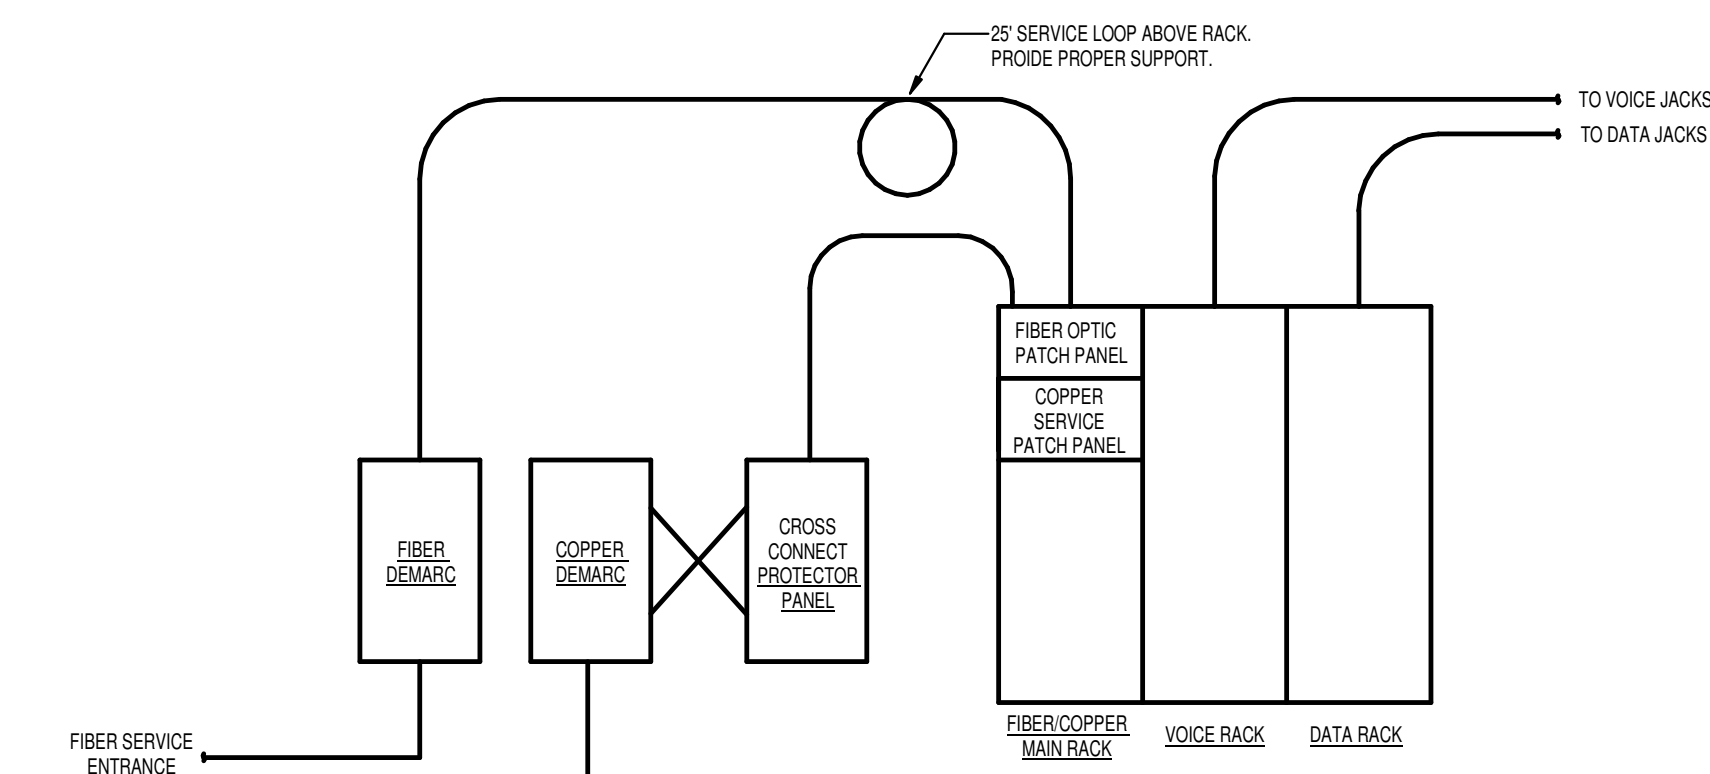 25' SERVICE LOOP ABOVE RACK.
PROIDE PROPER SUPPORT.
TO VOICE JACKS
TO DATA JACKS
FIBER OPTIC
PATCH PANEL
COPPER
SERVICE
PATCH PANEL
FIBER
DEMARC
COPPER
DEMARC
CROSS
CONNECT
PROTECTOR
PANEL
FIBER/COPPER
MAIN RACK
VOICE RACK
DATA RACK
FIBER SERVICE
ENTRANCE